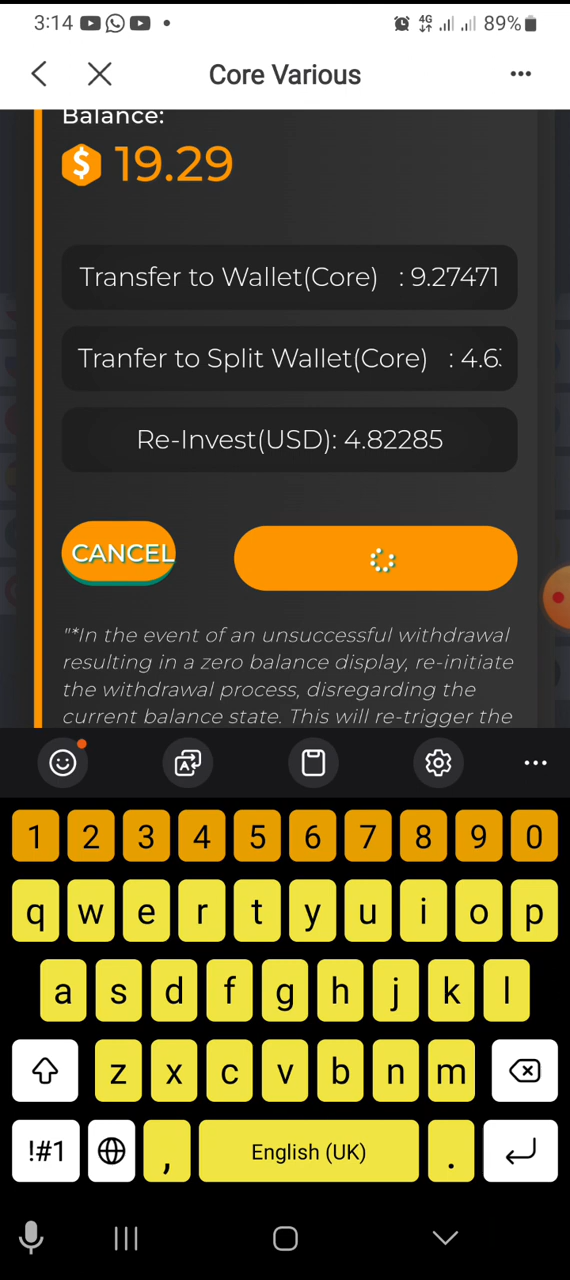 3:14 4G 89%
Core Various
Balance:
$ 19.29
Transfer to Wallet(Core) : 9.27471
Tranfer to Split Wallet(Core) : 4.63
Re-Invest(USD): 4.82285
CANCEL
"*In the event of an unsuccessful withdrawal
resulting in a zero balance display, re-initiate
the withdrawal process, disregarding the
current balance state. This will re-trigger the
1 2 3 4 5 6 7 8 9 0
q w e r t y u i o p
a s d f g h j k l
z x c v b n m
!#1 , English (UK) .